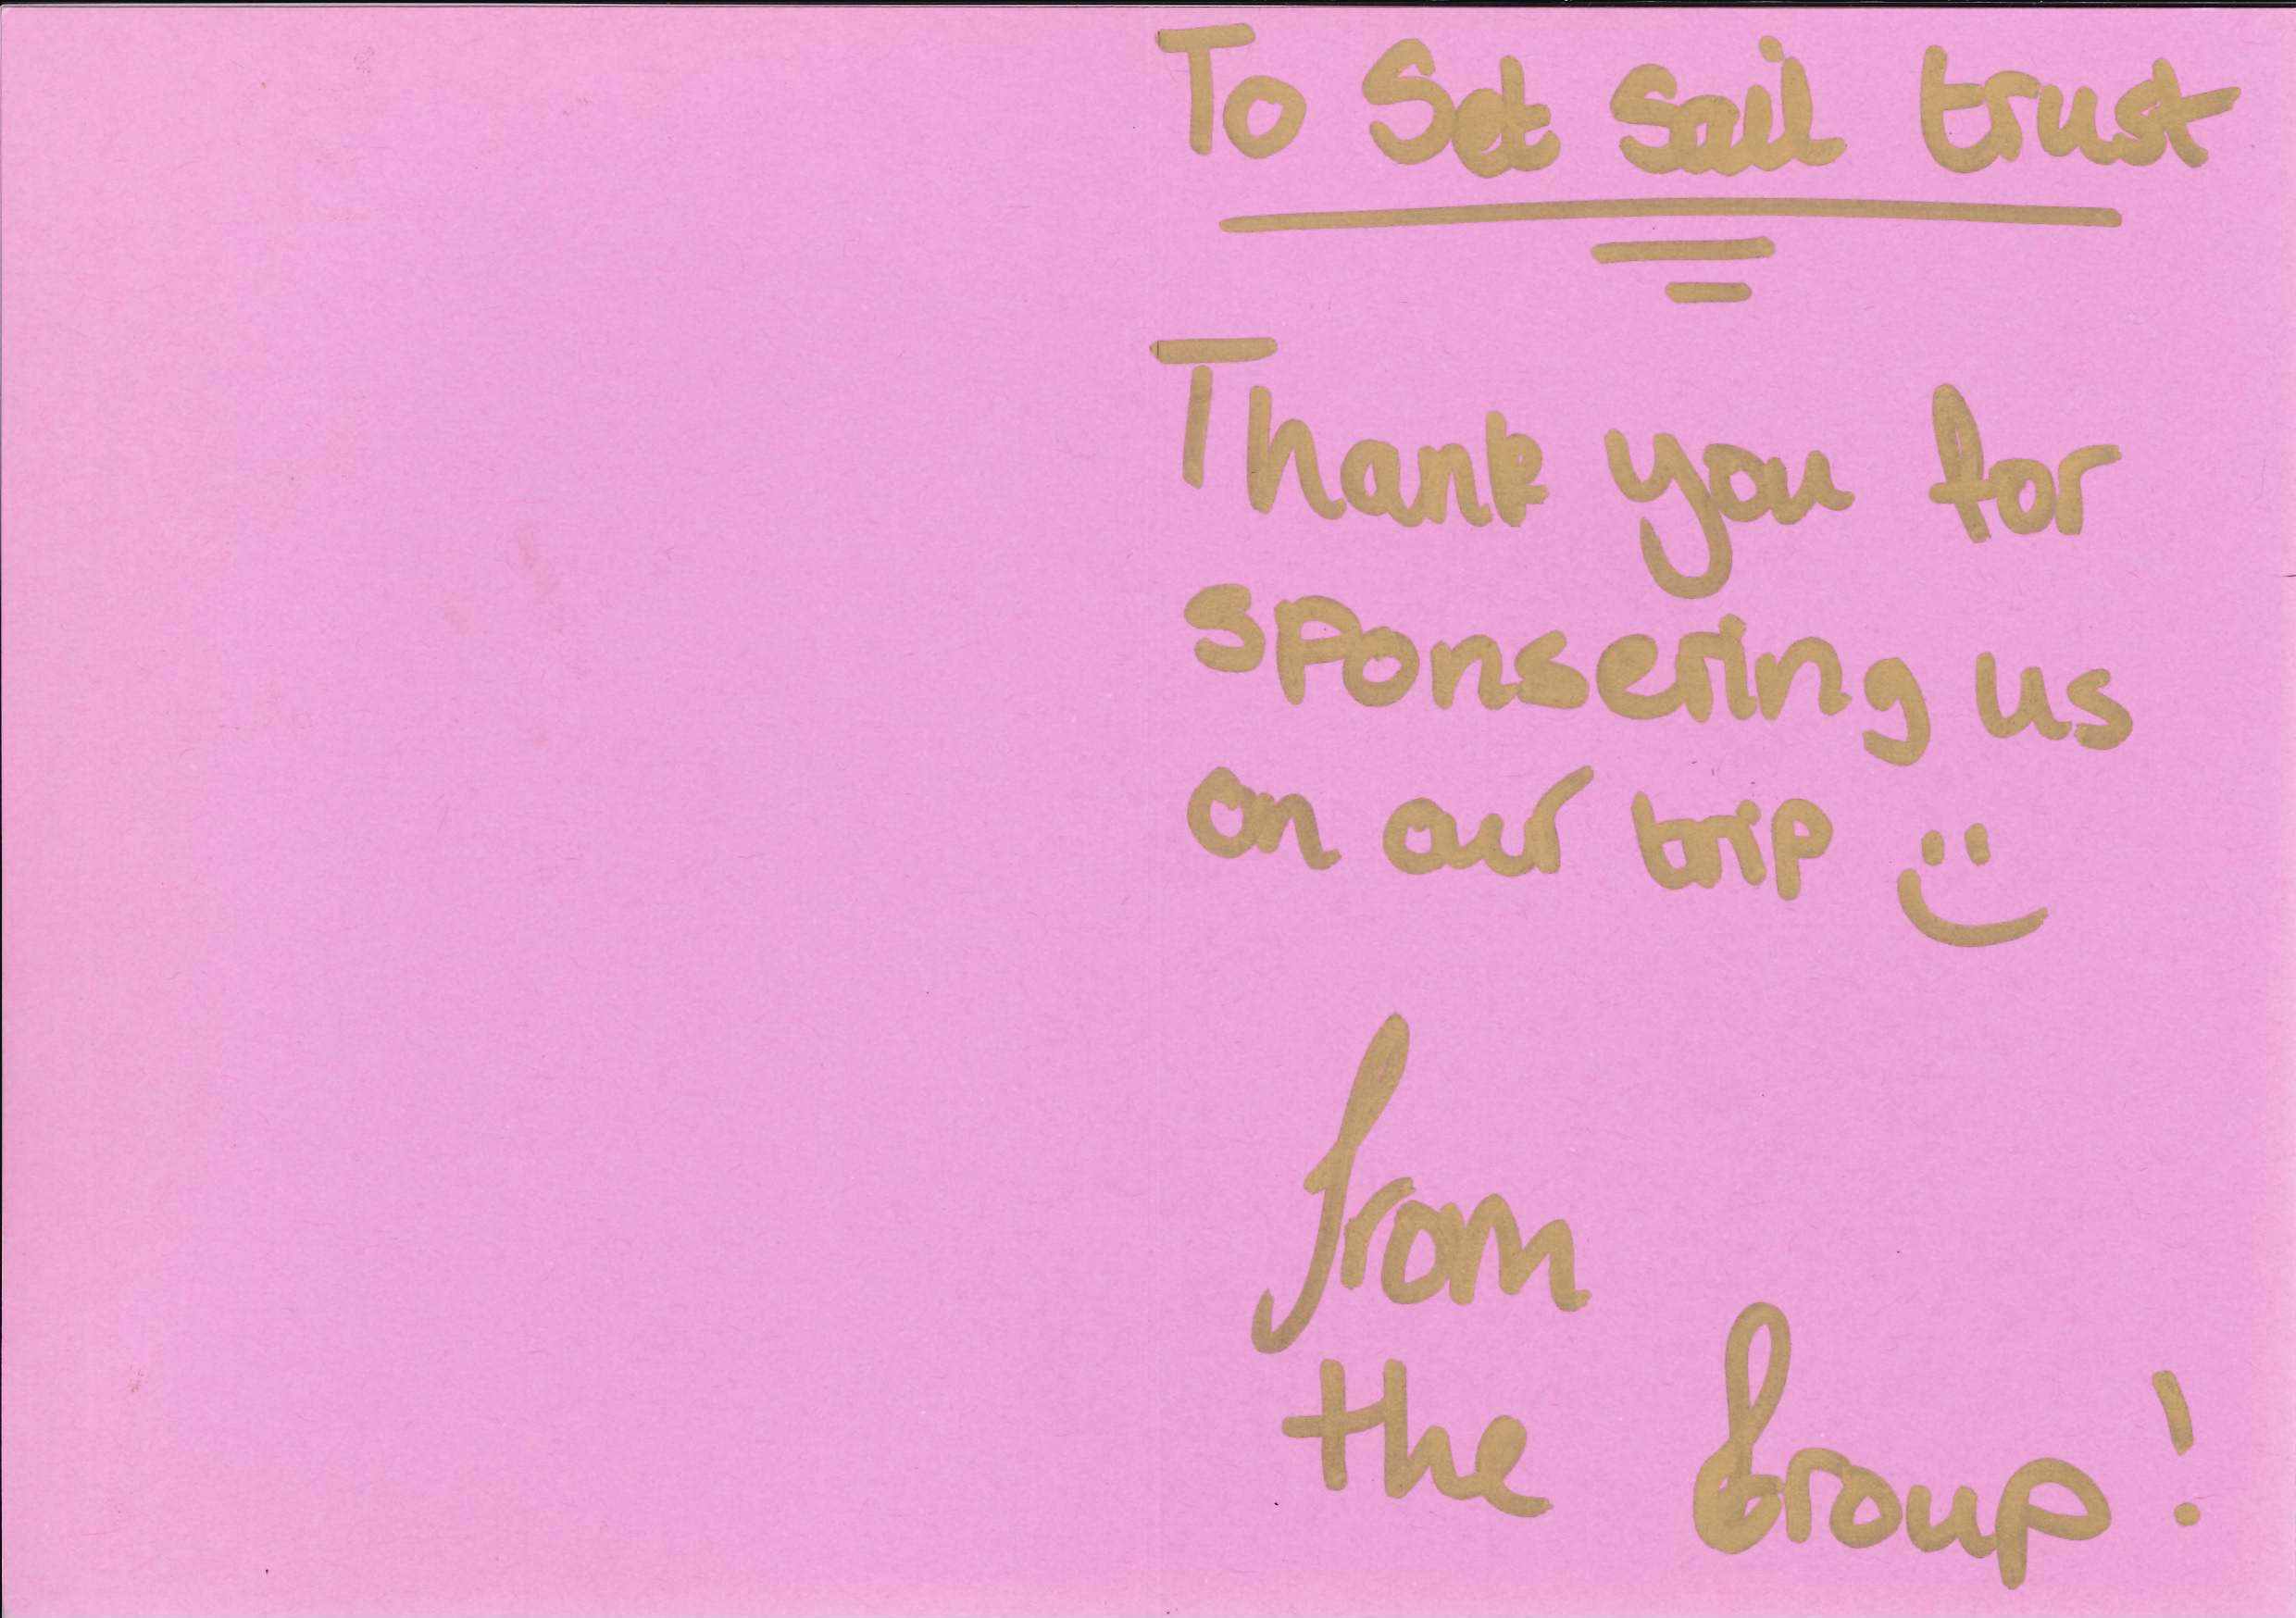 To Set Sail trust
Thank you for
sponsering us
on our trip :)
from
the Group!